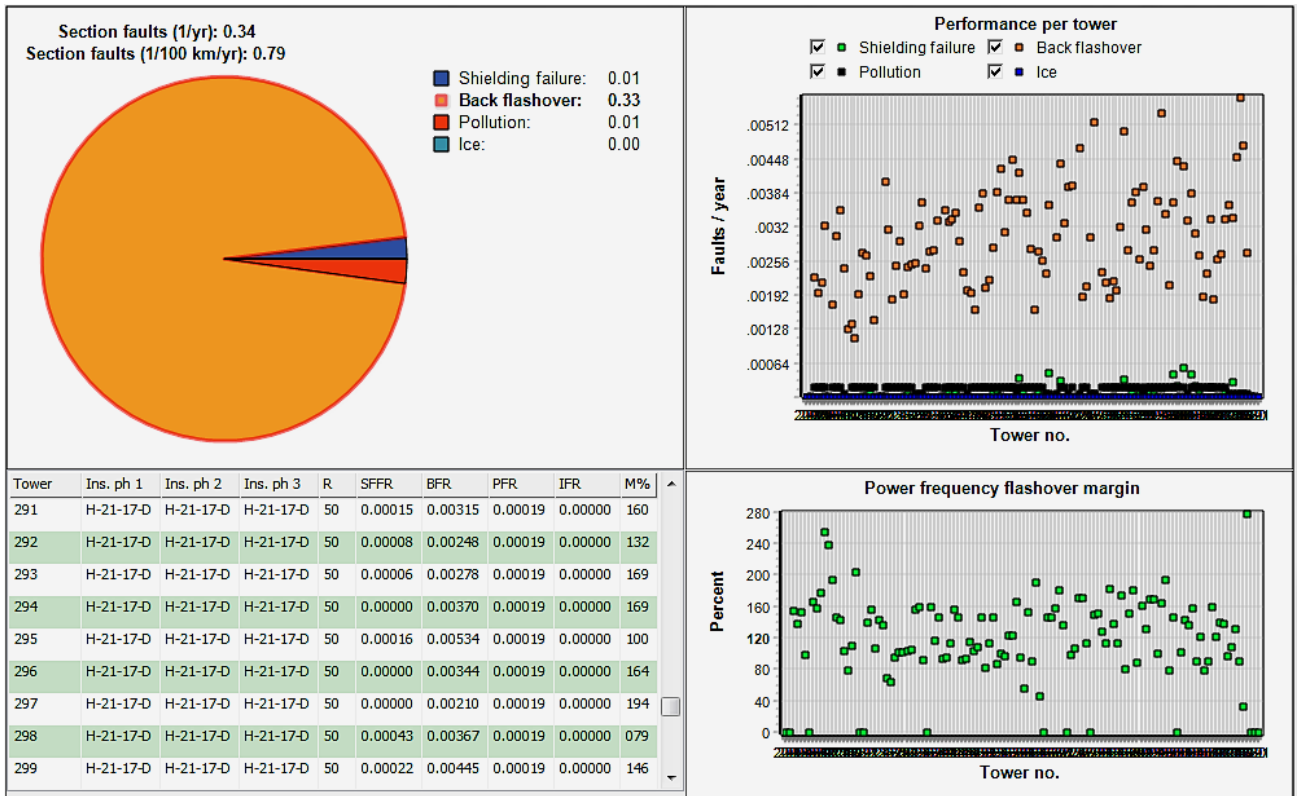 Section faults (1/yr): 0.34
Section faults (1/100 km/yr): 0.79
Shielding failure: 0.01
Back flashover: 0.33
Pollution: 0.01
Ice: 0.00
Performance per tower
Shielding failure Back flashover
Pollution Ice
Faults / year
.00512
.00448
.00384
.0032
.00256
.00192
.00128
.00064
Tower no.
Tower Ins. ph 1 Ins. ph 2 Ins. ph 3 R SFFR BFR PFR IFR M%
291 H-21-17-D H-21-17-D H-21-17-D 50 0.00015 0.00315 0.00019 0.00000 160
292 H-21-17-D H-21-17-D H-21-17-D 50 0.00008 0.00248 0.00019 0.00000 132
293 H-21-17-D H-21-17-D H-21-17-D 50 0.00006 0.00278 0.00019 0.00000 169
294 H-21-17-D H-21-17-D H-21-17-D 50 0.00000 0.00370 0.00019 0.00000 169
295 H-21-17-D H-21-17-D H-21-17-D 50 0.00016 0.00534 0.00019 0.00000 100
296 H-21-17-D H-21-17-D H-21-17-D 50 0.00000 0.00344 0.00019 0.00000 164
297 H-21-17-D H-21-17-D H-21-17-D 50 0.00000 0.00210 0.00019 0.00000 194
298 H-21-17-D H-21-17-D H-21-17-D 50 0.00043 0.00367 0.00019 0.00000 079
299 H-21-17-D H-21-17-D H-21-17-D 50 0.00022 0.00445 0.00019 0.00000 146
Power frequency flashover margin
Percent
280
240
200
160
120
80
40
0
Tower no.